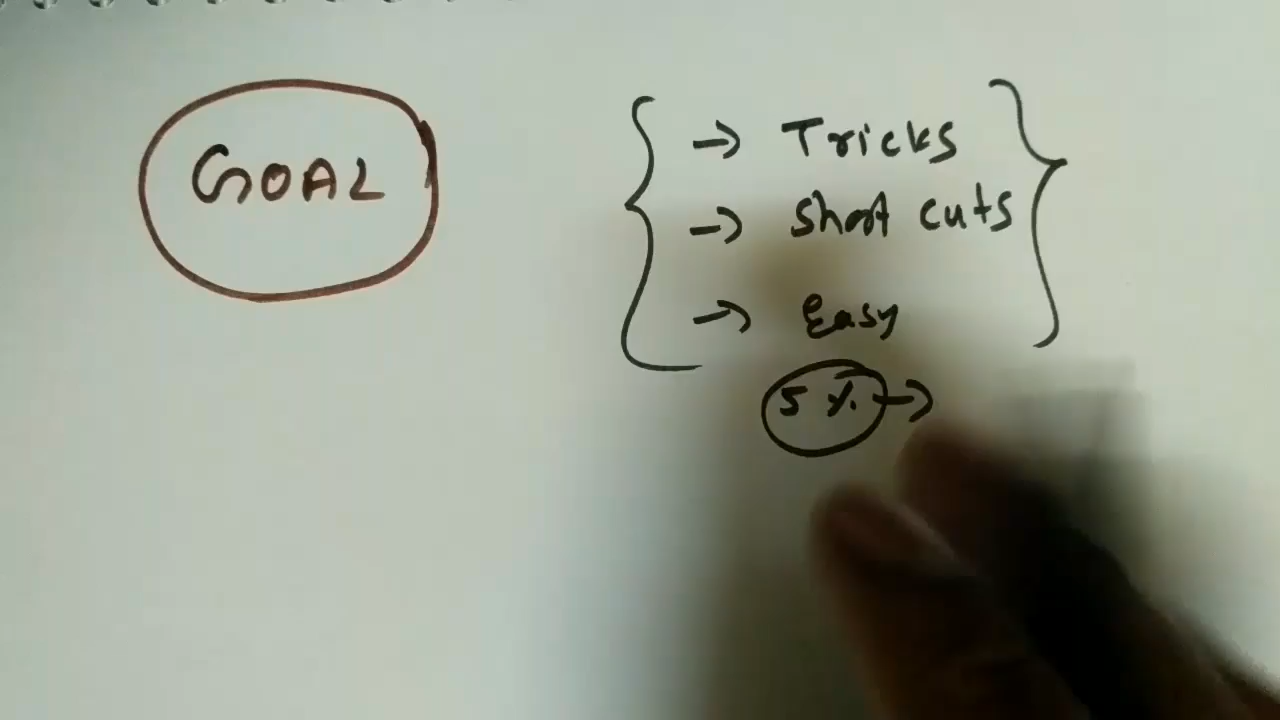 GOAL
→ Tricks
→ Short cuts
→ Easy
5 % →